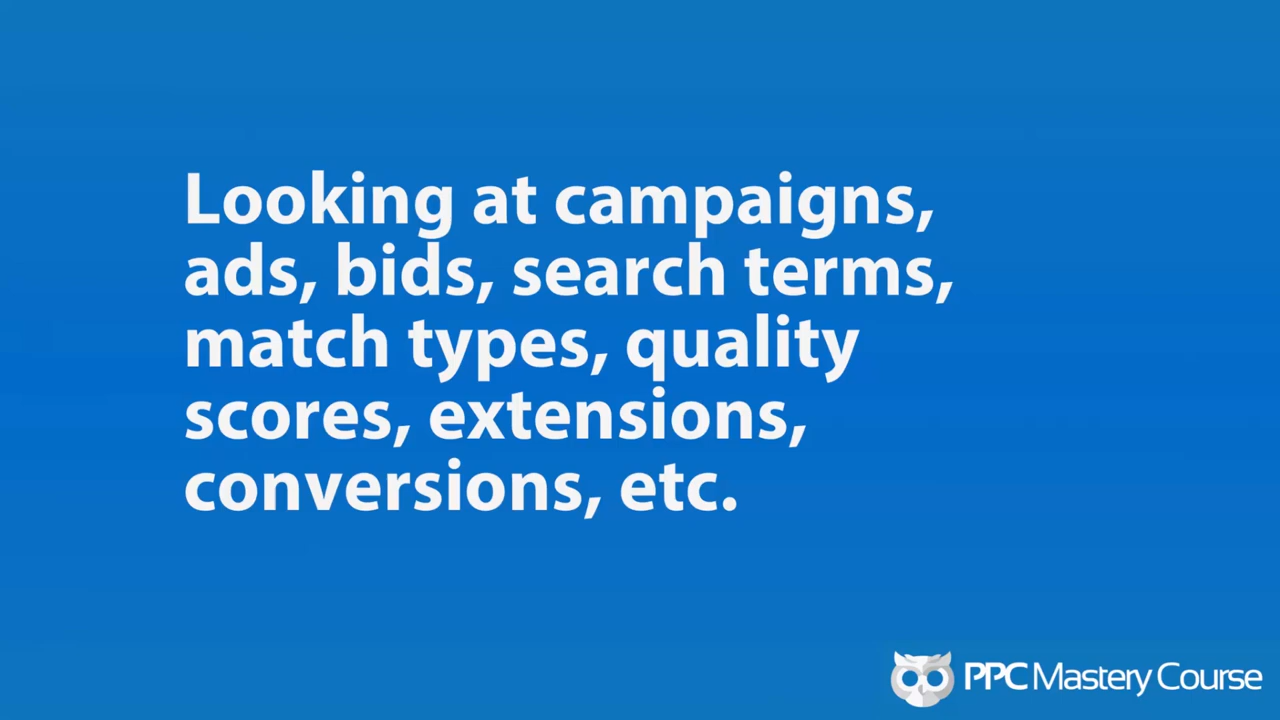 Looking at campaigns,
ads, bids, search terms,
match types, quality
scores, extensions,
conversions, etc.
PPC Mastery Course